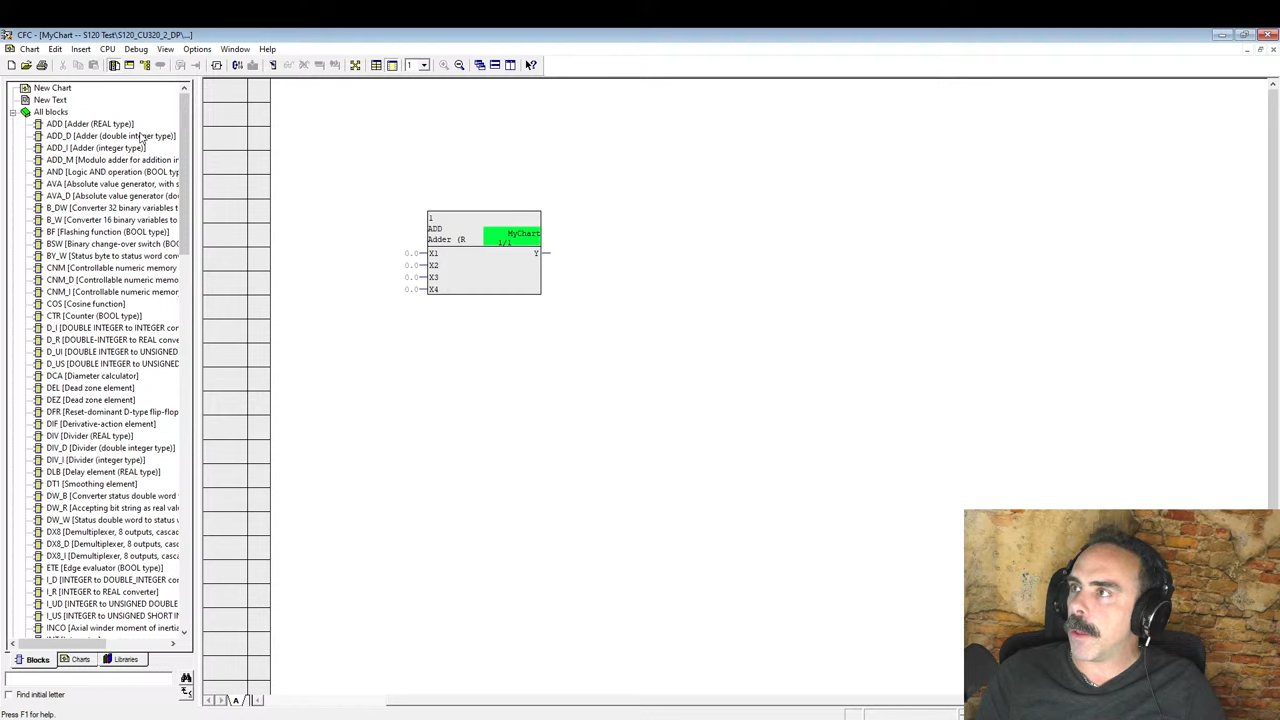 CFC - [MyChart -- S120 Test\S120_CU320_2_DP\...]
Chart Edit Insert CPU Debug View Options Window Help
1
New Chart
New Text
All blocks
ADD [Adder (REAL type)]
ADD_D [Adder (double integer type)]
ADD_I [Adder (integer type)]
ADD_M [Modulo adder for addition in
AND [Logic AND operation (BOOL typ
AVA [Absolute value generator, with s
AVA_D [Absolute value generator (dou
B_DW [Converter 32 binary variables to
B_W [Converter 16 binary variables to
BF [Flashing function (BOOL type)]
BSW [Binary change-over switch (BOO
BY_W [Status byte to status word conv
CNM [Controllable numeric memory
CNM_D [Controllable numeric memor
CNM_I [Controllable numeric memory
COS [Cosine function]
CTR [Counter (BOOL type)]
D_I [DOUBLE INTEGER to INTEGER con
D_R [DOUBLE-INTEGER to REAL conve
D_UI [DOUBLE INTEGER to UNSIGNED
D_US [DOUBLE INTEGER to UNSIGNED
DCA [Diameter calculator]
DEL [Dead zone element]
DEZ [Dead zone element]
DFR [Reset-dominant D-type flip-flop
DIF [Derivative-action element]
DIV [Divider (REAL type)]
DIV_D [Divider (double integer type)]
DIV_I [Divider (integer type)]
DLB [Delay element (REAL type)]
DT1 [Smoothing element]
DW_B [Converter status double word
DW_R [Accepting bit string as real val
DW_W [Status double word to status w
DX8 [Demultiplexer, 8 outputs, cascad
DX8_D [Demultiplexer, 8 outputs, cas
DX8_I [Demultiplexer, 8 outputs, casca
ETE [Edge evaluator (BOOL type)]
I_D [INTEGER to DOUBLE_INTEGER con
I_R [INTEGER to REAL converter]
I_UD [INTEGER to UNSIGNED DOUBLE
I_US [INTEGER to UNSIGNED SHORT IN
INCO [Axial winder moment of inertia
Blocks Charts Libraries
Find initial letter
Press F1 for help.
1
ADD
Adder (R
MyChart
1/1
0.0 X1 Y
0.0 X2
0.0 X3
0.0 X4
A